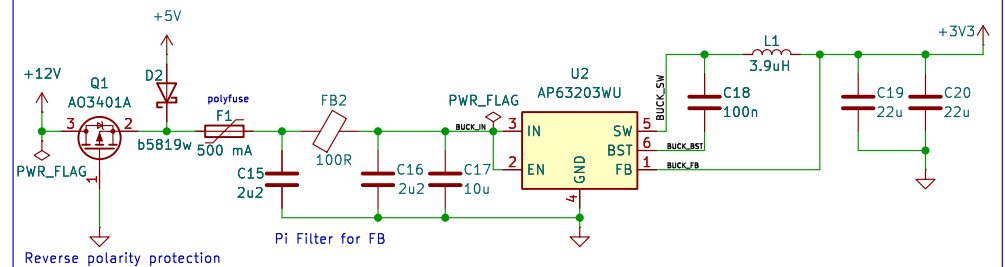 +5V
+3V3
+12V
Q1
AO3401A
D2
polyfuse
F1
b5819w
500 mA
FB2
100R
PWR_FLAG
BUCK_IN
U2
AP63203WU
BUCK_SW
L1
3.9uH
C18
100n
C19
22u
C20
22u
3
2
1
PWR_FLAG
C15
2u2
C16
2u2
C17
10u
3
IN
2
EN
GND
4
SW
5
BST
6
FB
1
BUCK_BST
BUCK_FB
Pi Filter for FB
Reverse polarity protection